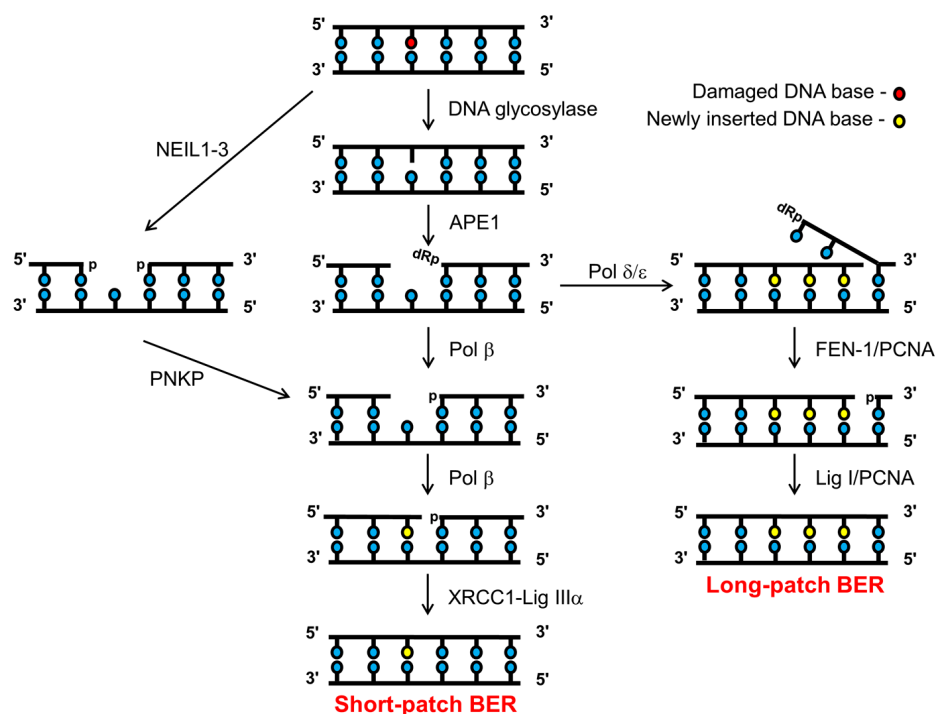 5'
3'
3'
5'
Damaged DNA base -
Newly inserted DNA base -
DNA glycosylase
NEIL1-3
5'
3'
3'
5'
APE1
5'
p
p
3'
3'
5'
5'
dRp
3'
3'
5'
Pol δ/ε
dRp
5'
3'
3'
5'
Pol β
FEN-1/PCNA
PNKP
5'
p
3'
3'
5'
5'
p
3'
3'
5'
Pol β
Lig I/PCNA
5'
p
3'
3'
5'
5'
3'
3'
5'
Long-patch BER
XRCC1-Lig IIIα
5'
3'
3'
5'
Short-patch BER